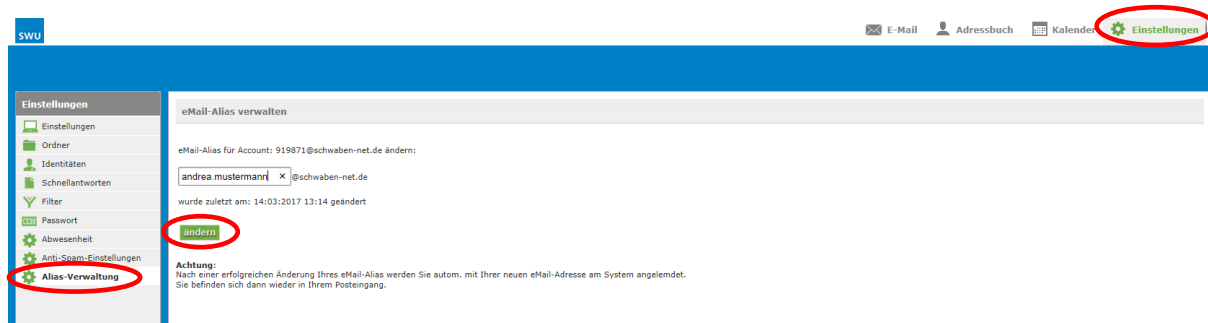 SWU
E-Mail Adressbuch Kalender Einstellungen
Einstellungen
Einstellungen
Ordner
Identitäten
Schnellantworten
Filter
Passwort
Abwesenheit
Anti-Spam-Einstellungen
Alias-Verwaltung
eMail-Alias verwalten
eMail-Alias für Account: 919871@schwaben-net.de ändern:
andrea.mustermann × @schwaben-net.de
wurde zuletzt am: 14:03:2017 13:14 geändert
ändern
Achtung:
Nach einer erfolgreichen Änderung Ihres eMail-Alias werden Sie autom. mit Ihrer neuen eMail-Adresse am System angelemdet.
Sie befinden sich dann wieder in Ihrem Posteingang.